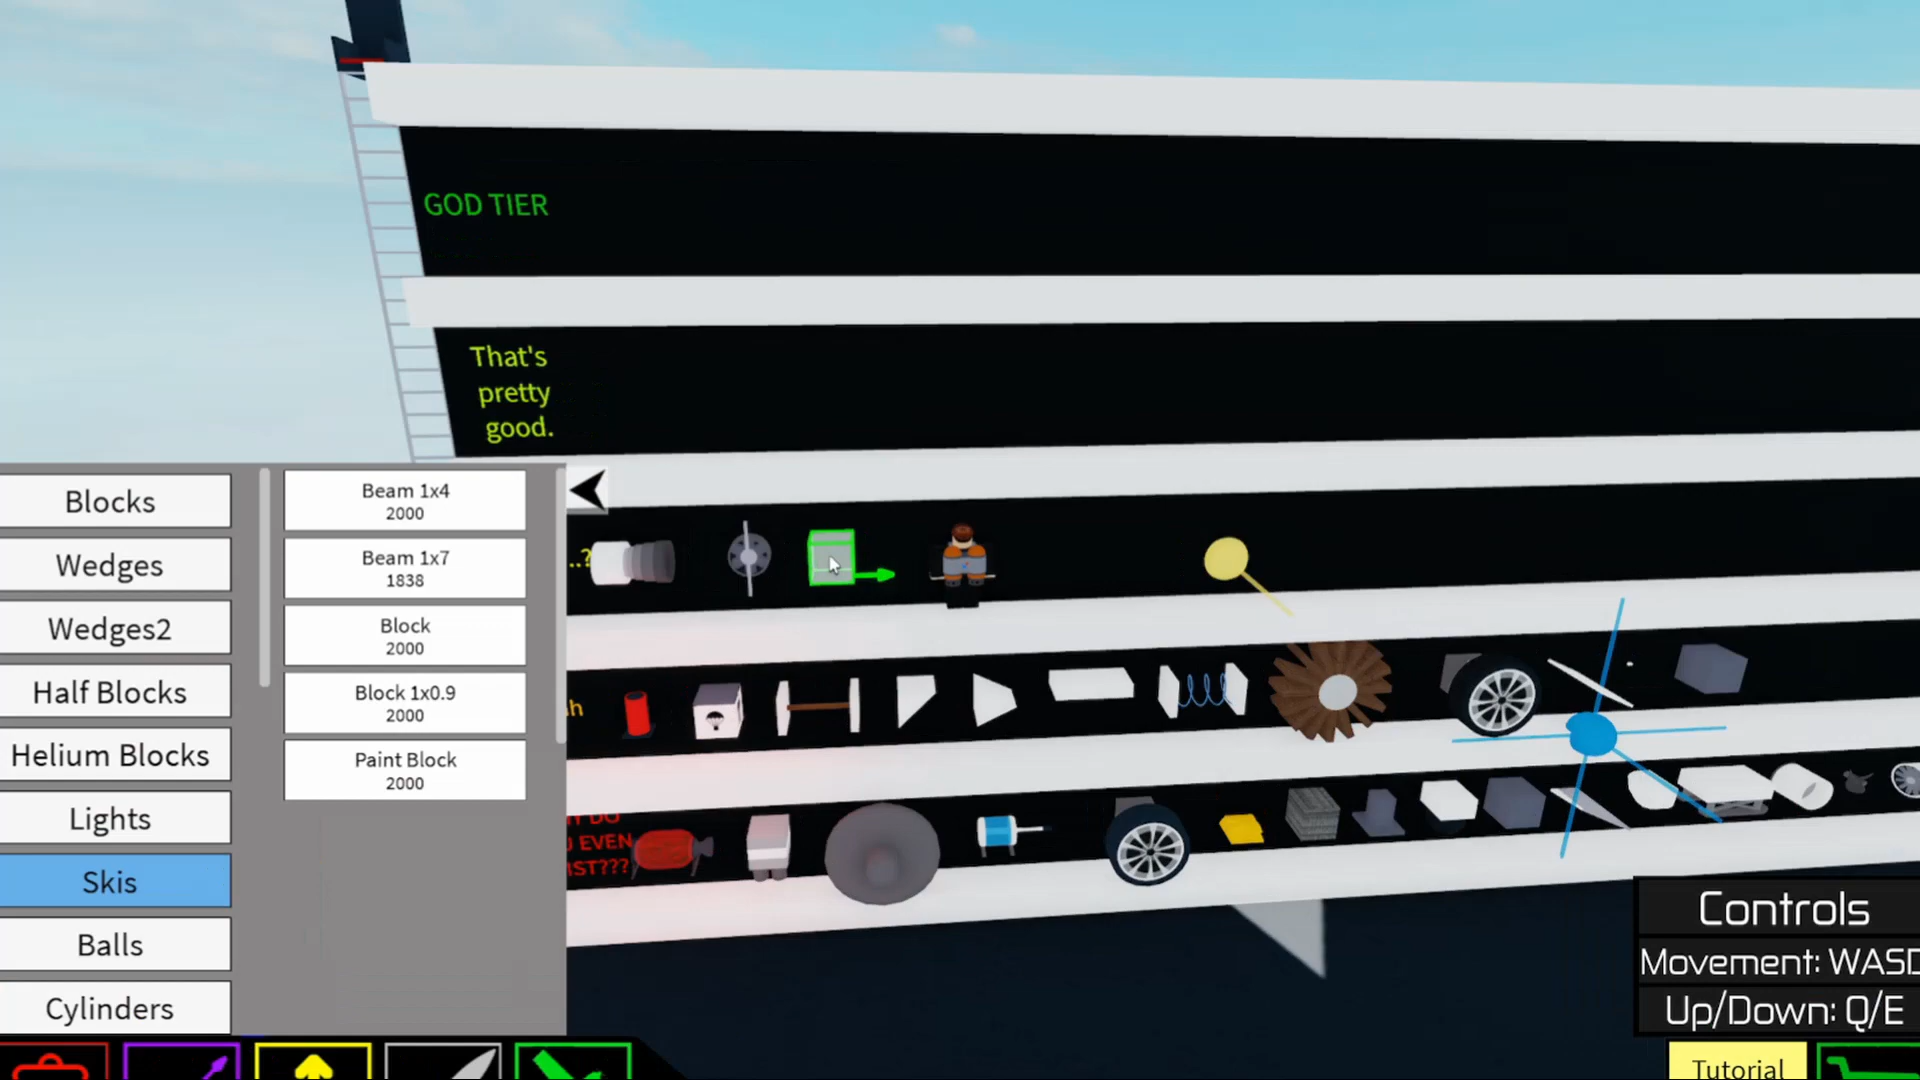 GOD TIER
That's
pretty
good.
..?
Blocks
Wedges
Wedges2
Half Blocks
Helium Blocks
Lights
Skis
Balls
Cylinders
Beam 1x4
2000
Beam 1x7
1838
Block
2000
Block 1x0.9
2000
Paint Block
2000
EVEN
Controls
Movement: WASD
Up/Down: Q/E
Tutorial